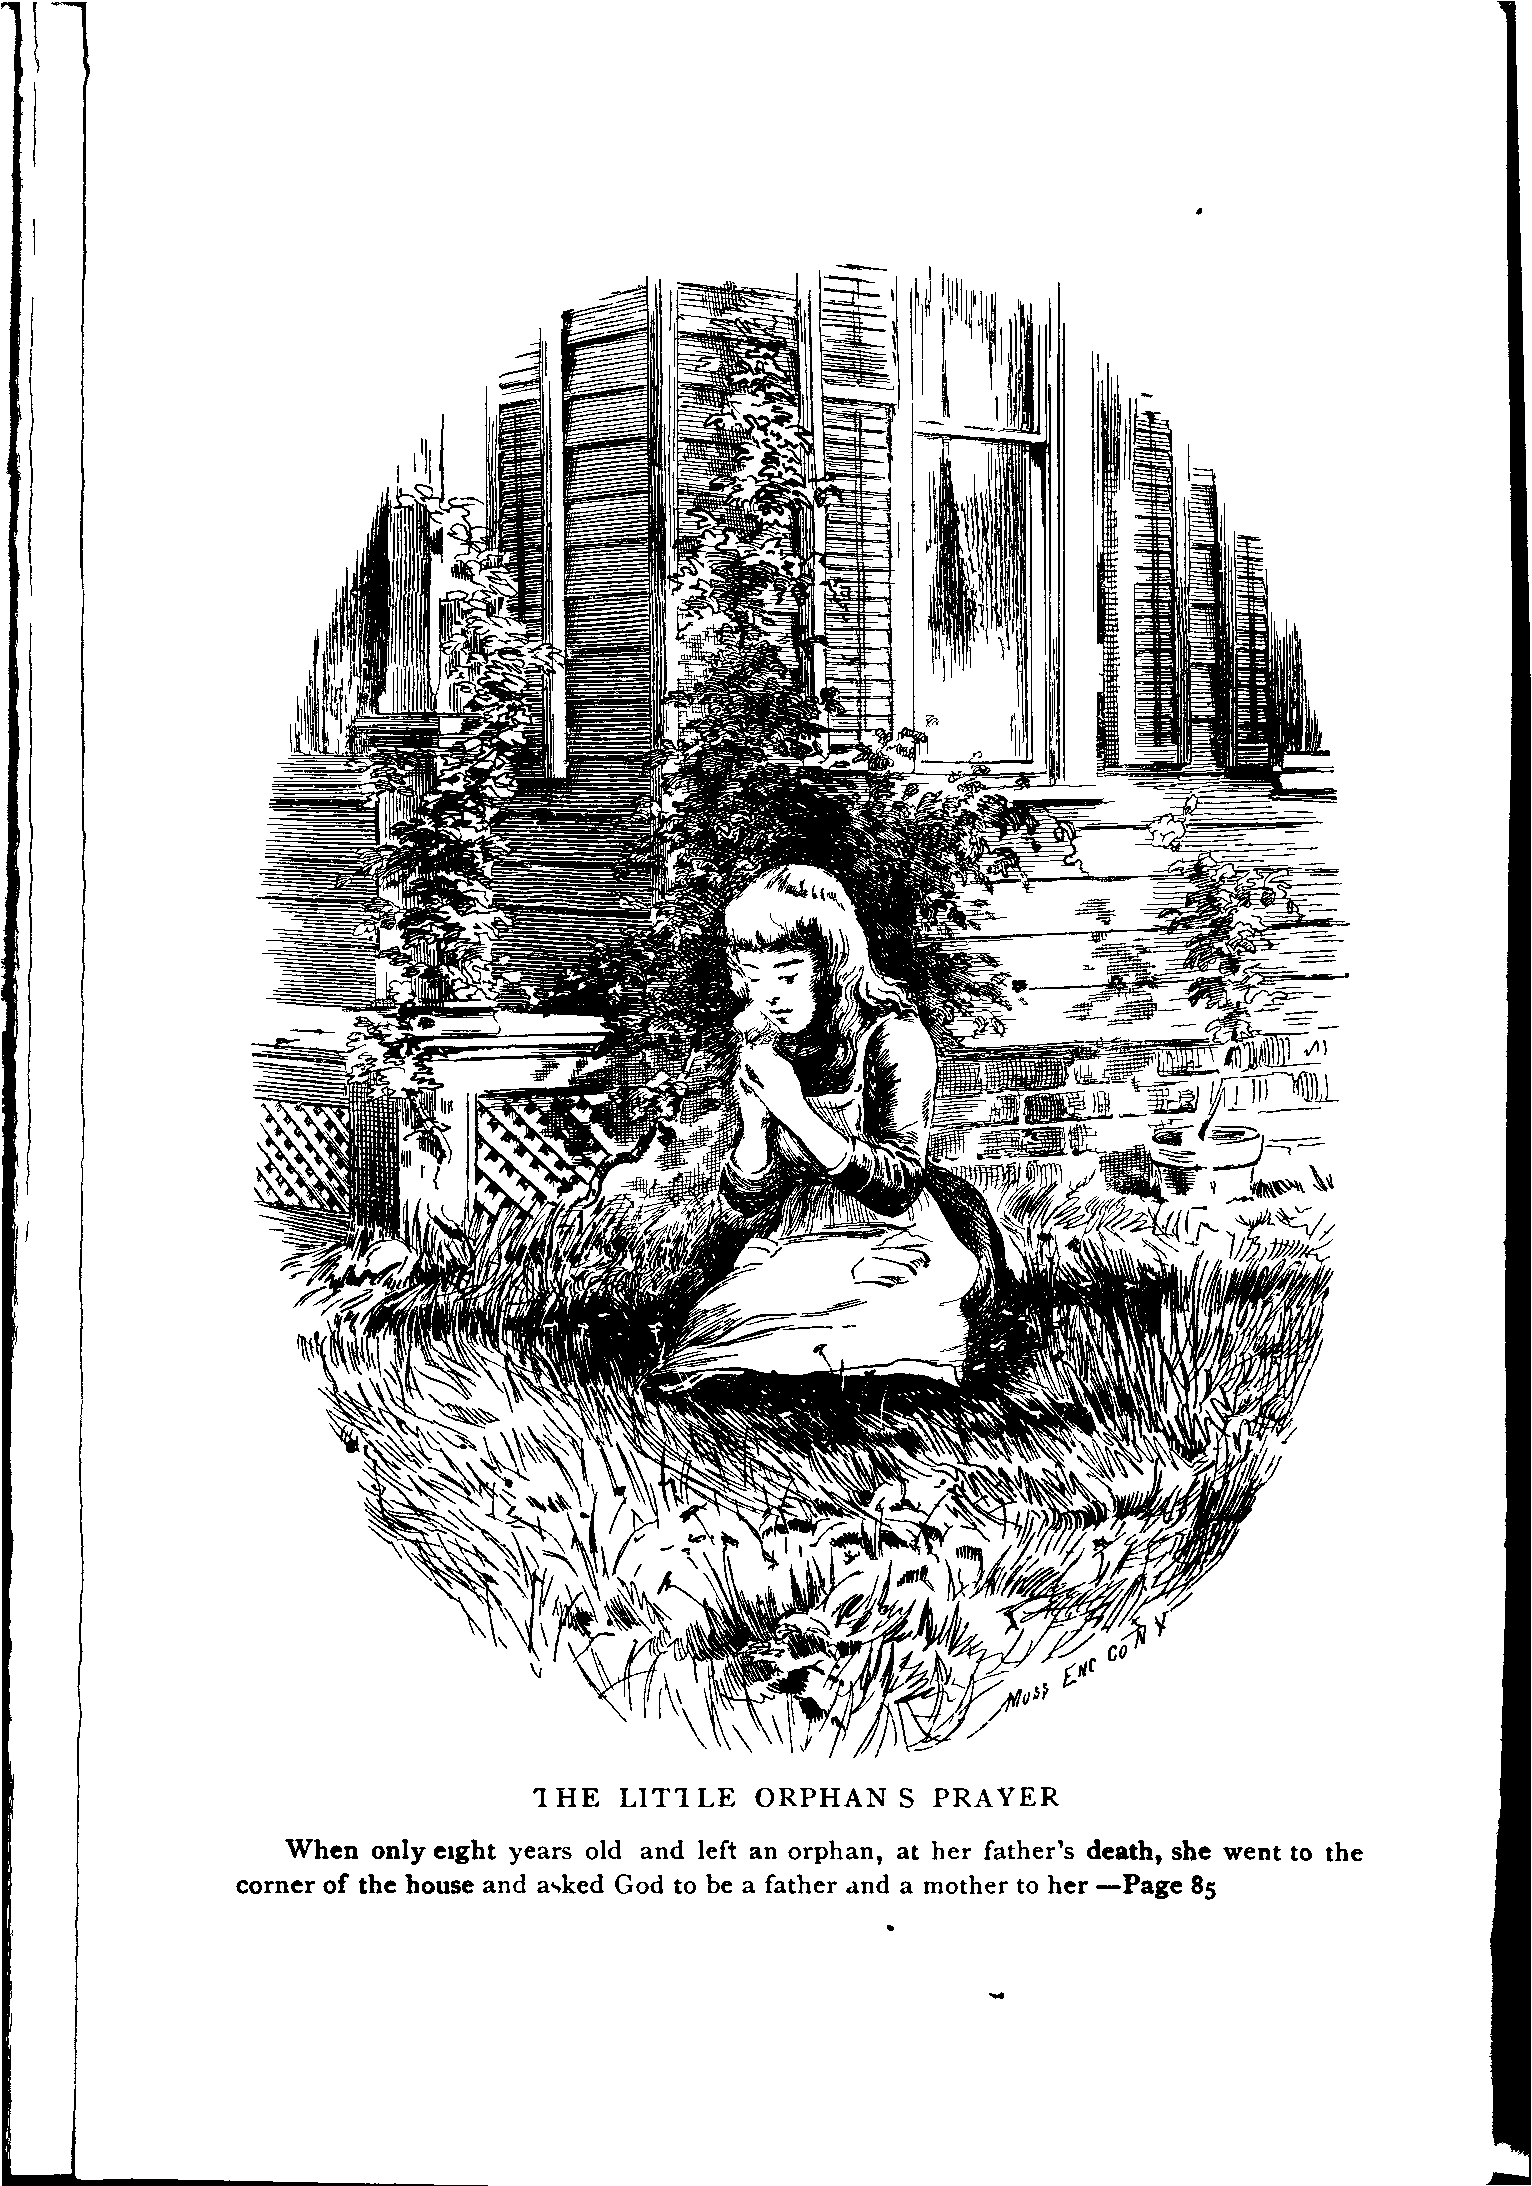 MOSS ENG CO N Y
THE LITTLE ORPHAN S PRAYER
When only eight years old and left an orphan, at her father's death, she went to the
corner of the house and asked God to be a father and a mother to her —Page 85